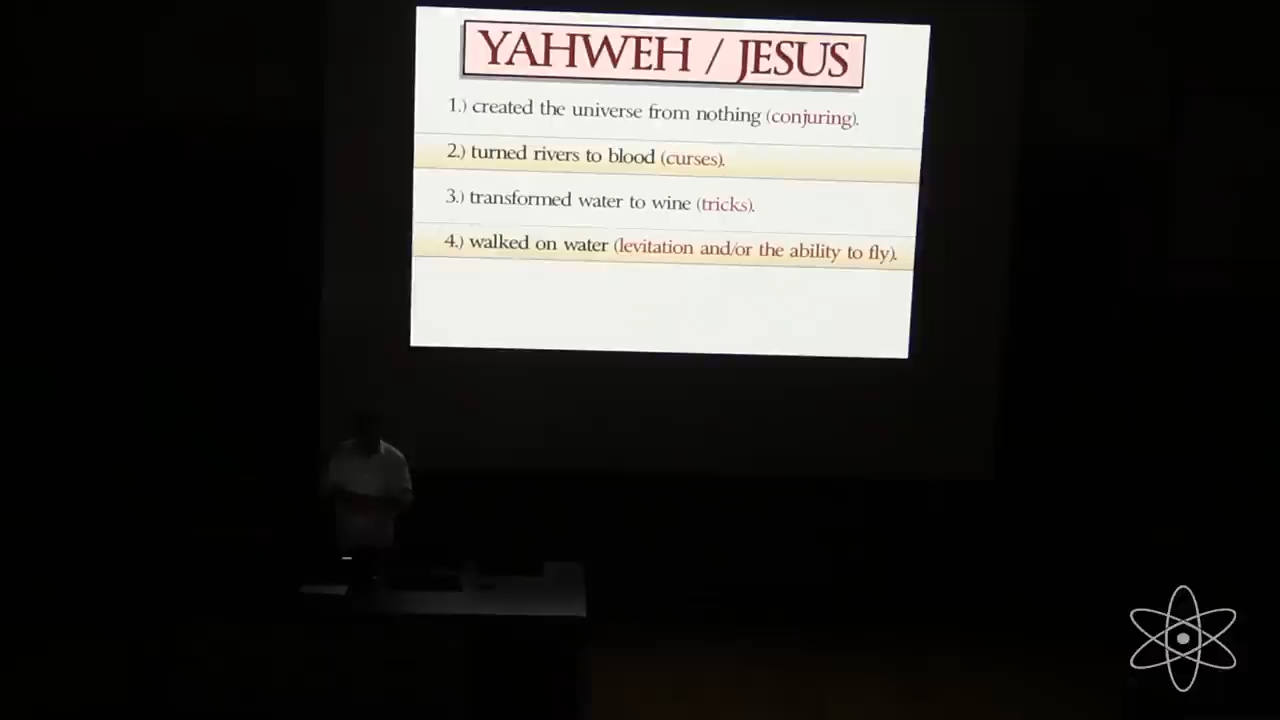 YAHWEH / JESUS
1.) created the universe from nothing (conjuring).
2.) turned rivers to blood (curses).
3.) transformed water to wine (tricks).
4.) walked on water (levitation and/or the ability to fly).